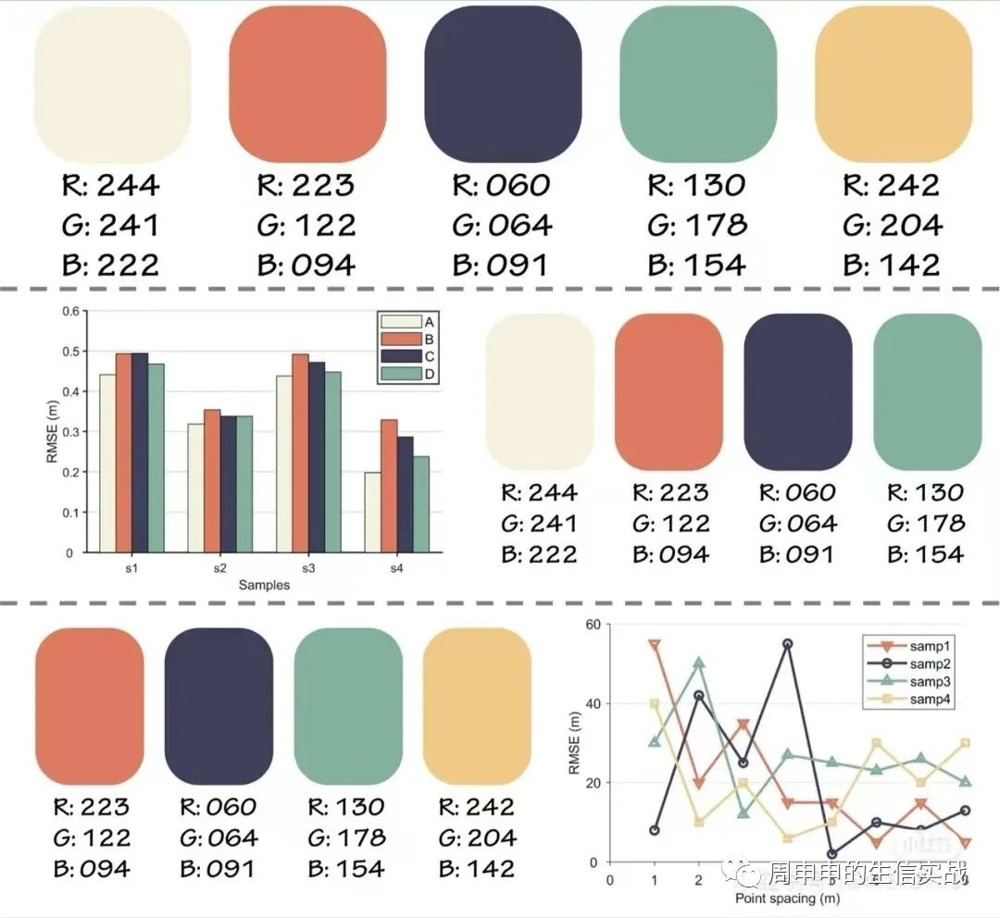 R: 244
G: 241
B: 222
R: 223
G: 122
B: 094
R: 060
G: 064
B: 091
R: 130
G: 178
B: 154
R: 242
G: 204
B: 142
0.6
0.5
0.4
0.3
0.2
0.1
0
RMSE (m)
A
B
C
D
s1 s2 s3 s4
Samples
R: 244
G: 241
B: 222
R: 223
G: 122
B: 094
R: 060
G: 064
B: 091
R: 130
G: 178
B: 154
R: 223
G: 122
B: 094
R: 060
G: 064
B: 091
R: 130
G: 178
B: 154
R: 242
G: 204
B: 142
60
40
20
0
RMSE (m)
samp1
samp2
samp3
samp4
0 1 2
周申申的生信实战
Point spacing (m)